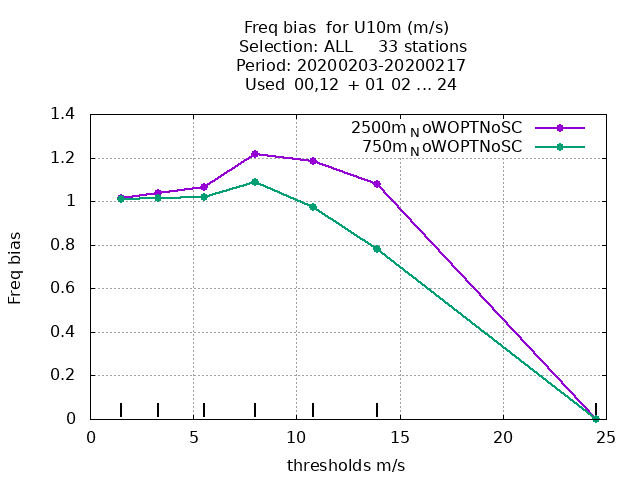 Freq bias  for U10m (m/s)
Selection: ALL     33 stations
Period: 20200203-20200217
Used  00,12  + 01 02 ... 24
2500m_NoWOPTNoSC
750m_NoWOPTNoSC
1.4
1.2
1
0.8
0.6
0.4
0.2
0
Freq bias
0 5 10 15 20 25
thresholds m/s